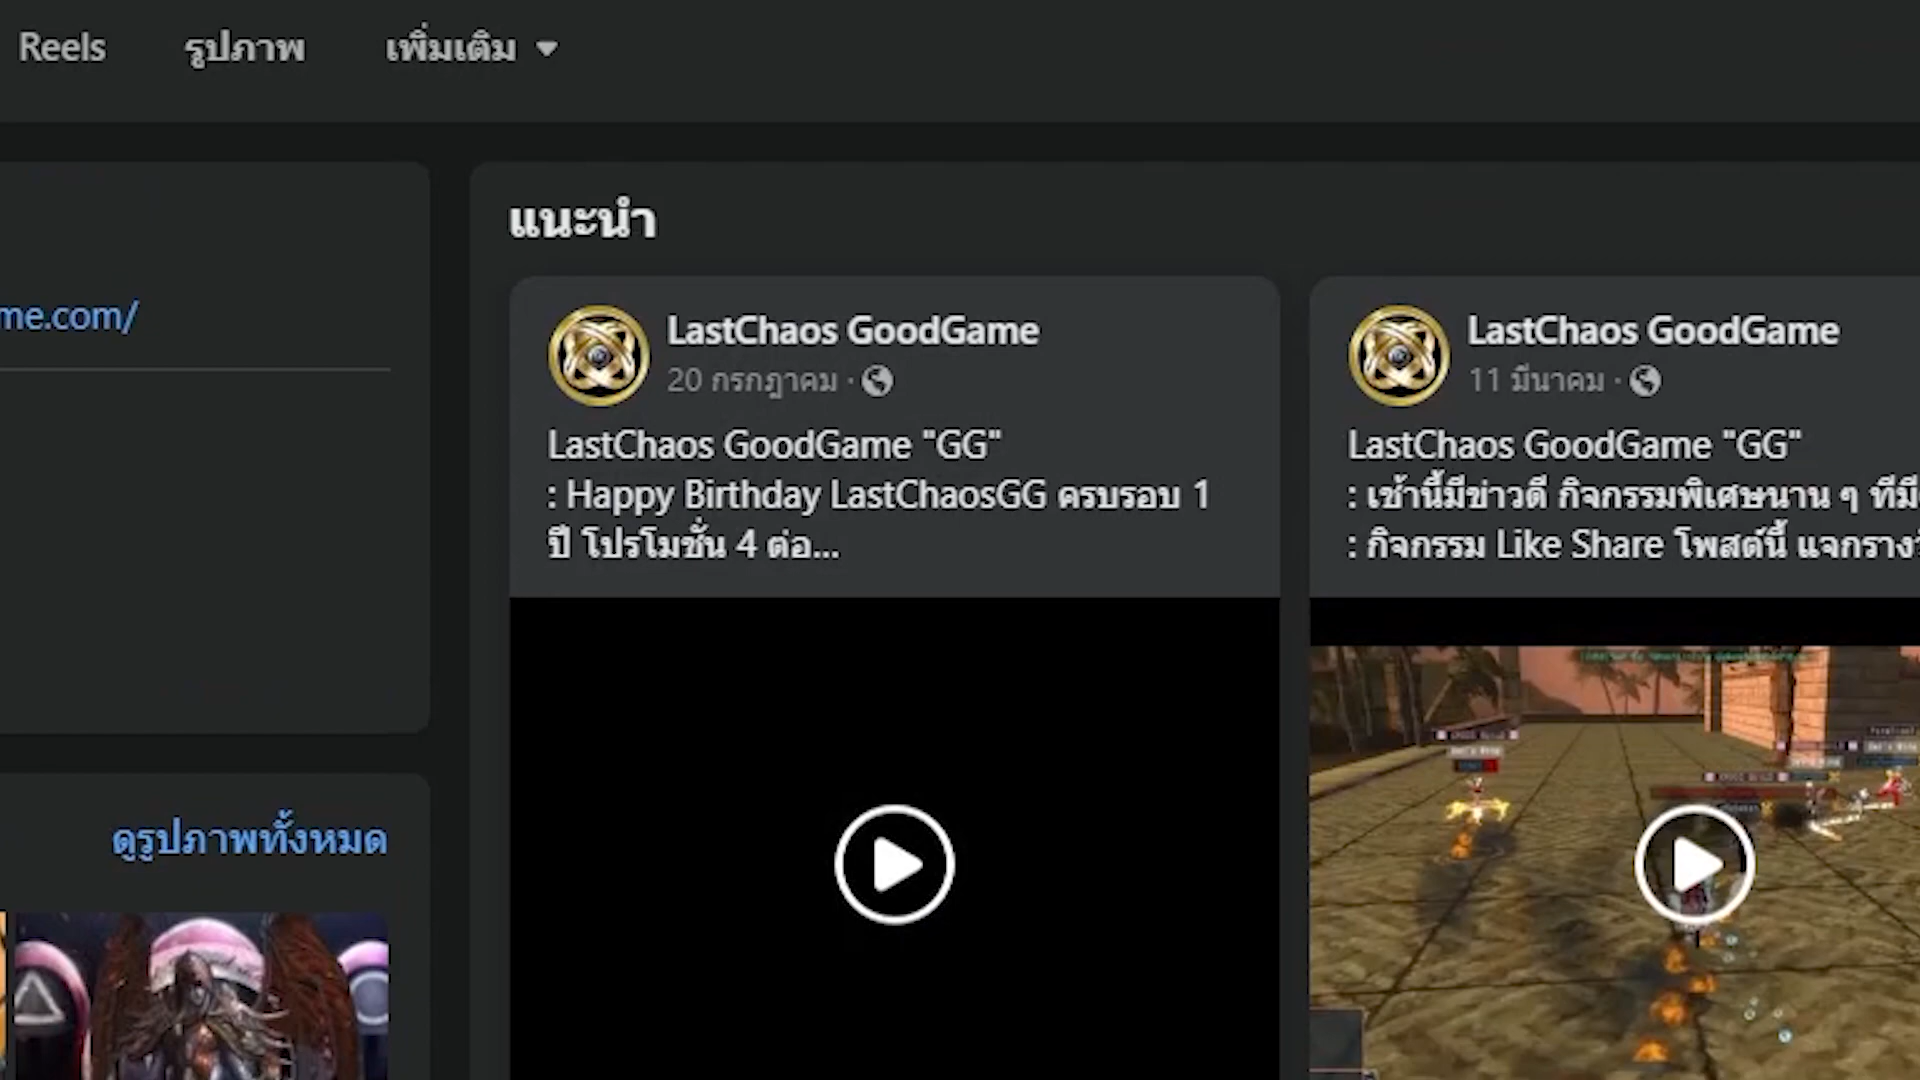 Reels รูปภาพ เพิ่มเติม
me.com/
ดูรูปภาพทั้งหมด
แนะนำ
LastChaos GoodGame
20 กรกฎาคม ·
LastChaos GoodGame "GG"
: Happy Birthday LastChaosGG ครบรอบ 1
ปี โปรโมชั่น 4 ต่อ...
LastChaos GoodGame
11 มีนาคม ·
LastChaos GoodGame "GG"
: เช้านี้มีข่าวดี กิจกรรมพิเศษนาน ๆ ทีมี
: กิจกรรม Like Share โพสต์นี้ แจกราง